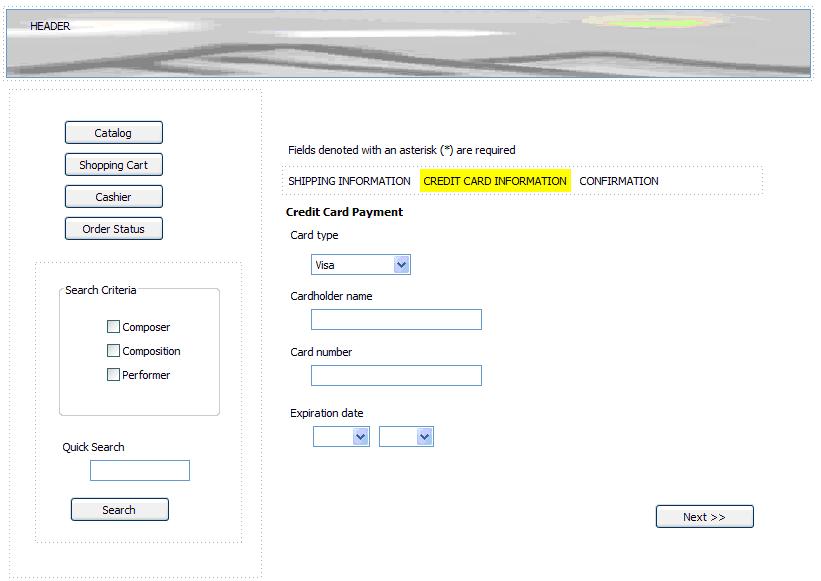 HEADER
Catalog
Shopping Cart
Cashier
Order Status
Search Criteria
Composer
Composition
Performer
Quick Search
Search
Fields denoted with an asterisk (*) are required
SHIPPING INFORMATION CREDIT CARD INFORMATION CONFIRMATION
Credit Card Payment
Card type
Visa
Cardholder name
Card number
Expiration date
Next >>